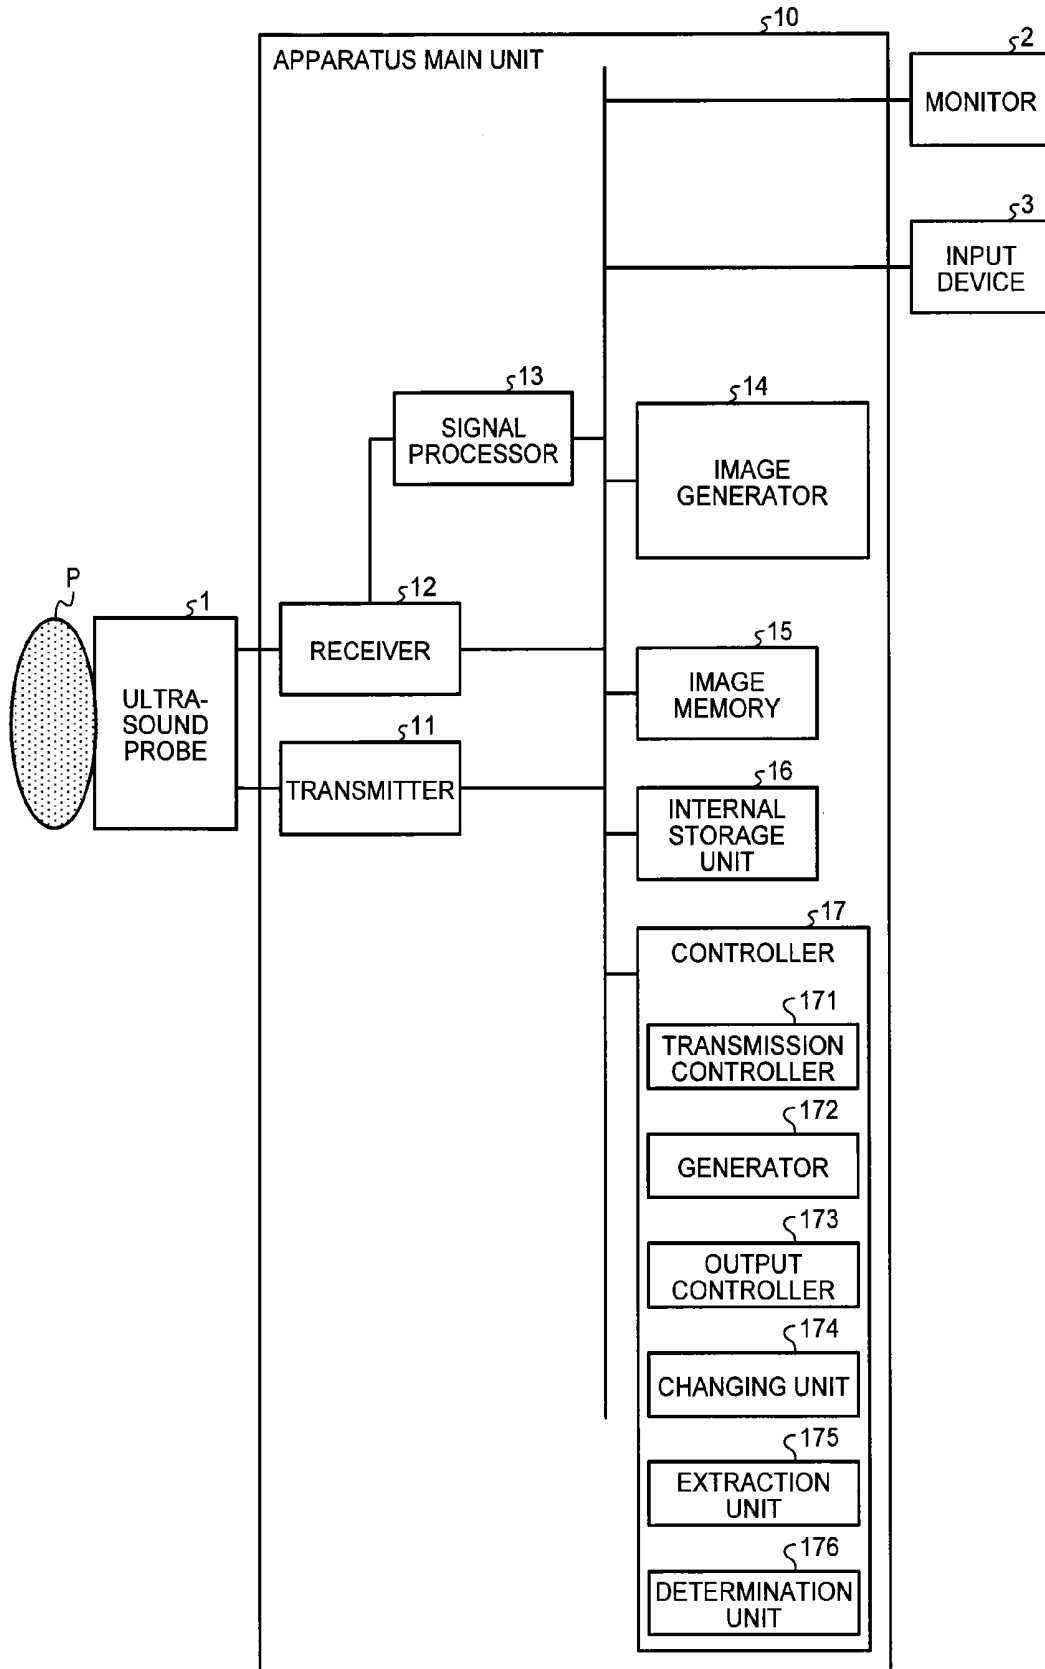 10
APPARATUS MAIN UNIT
2
MONITOR
3
INPUT
DEVICE
13
SIGNAL
PROCESSOR
14
IMAGE
GENERATOR
P
1
ULTRA-
SOUND
PROBE
12
RECEIVER
11
TRANSMITTER
15
IMAGE
MEMORY
16
INTERNAL
STORAGE
UNIT
17
CONTROLLER
171
TRANSMISSION
CONTROLLER
172
GENERATOR
173
OUTPUT
CONTROLLER
174
CHANGING UNIT
175
EXTRACTION
UNIT
176
DETERMINATION
UNIT